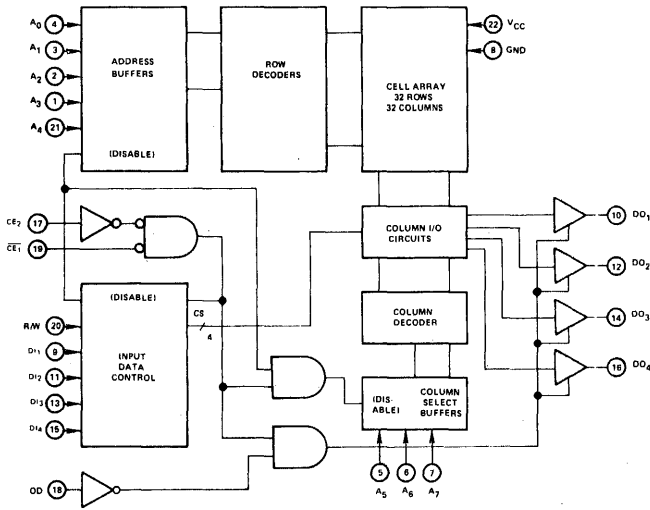 A0 4
A1 3
A2 2
A3 1
A4 21
ADDRESS
BUFFERS
(DISABLE)
ROW
DECODERS
CELL ARRAY
32 ROWS
32 COLUMNS
22 VCC
8 GND
CE2 17
CE1 19
COLUMN I/O
CIRCUITS
10 DO1
12 DO2
14 DO3
16 DO4
COLUMN
DECODER
(DISABLE)
CS
4
R/W 20
DI1 9
DI2 11
DI3 13
DI4 15
INPUT
DATA
CONTROL
(DIS-
ABLE)
COLUMN
SELECT
BUFFERS
5 6 7
A5 A6 A7
OD 18